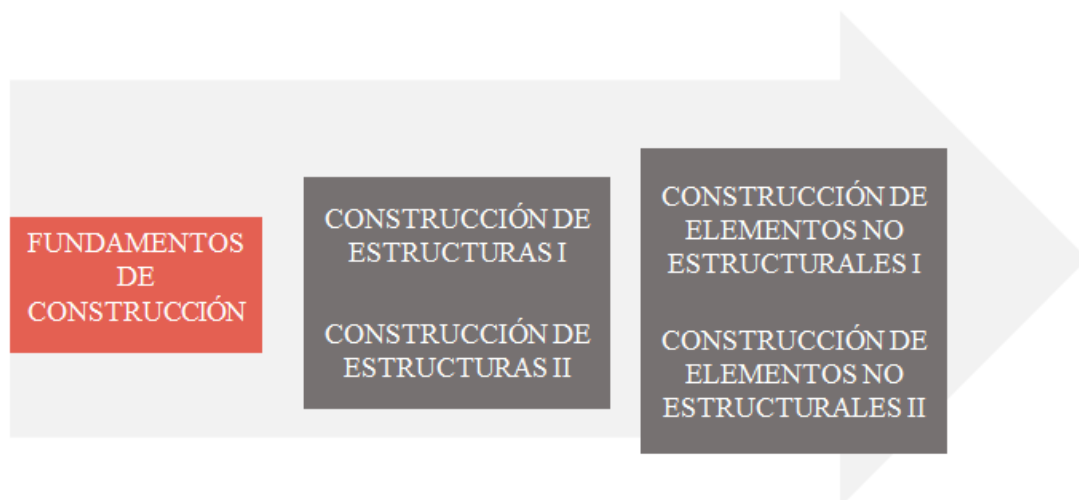 FUNDAMENTOS
DE
CONSTRUCCIÓN
CONSTRUCCIÓN DE
ESTRUCTURAS I
CONSTRUCCIÓN DE
ESTRUCTURAS II
CONSTRUCCIÓN DE
ELEMENTOS NO
ESTRUCTURALES I
CONSTRUCCIÓN DE
ELEMENTOS NO
ESTRUCTURALES II